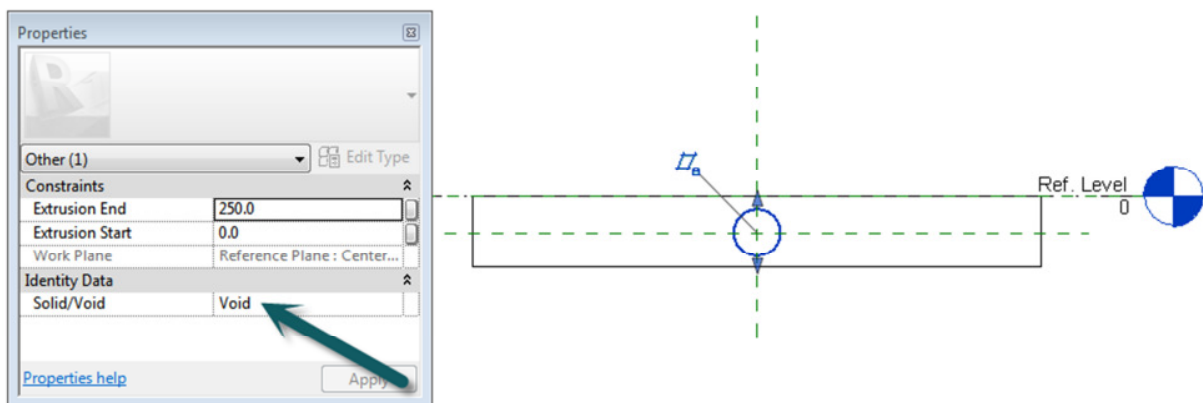 Properties
Other (1)
Edit Type
Constraints
Extrusion End 250.0
Extrusion Start 0.0
Work Plane Reference Plane : Center...
Identity Data
Solid/Void Void
Properties help
Apply
Ref. Level
0